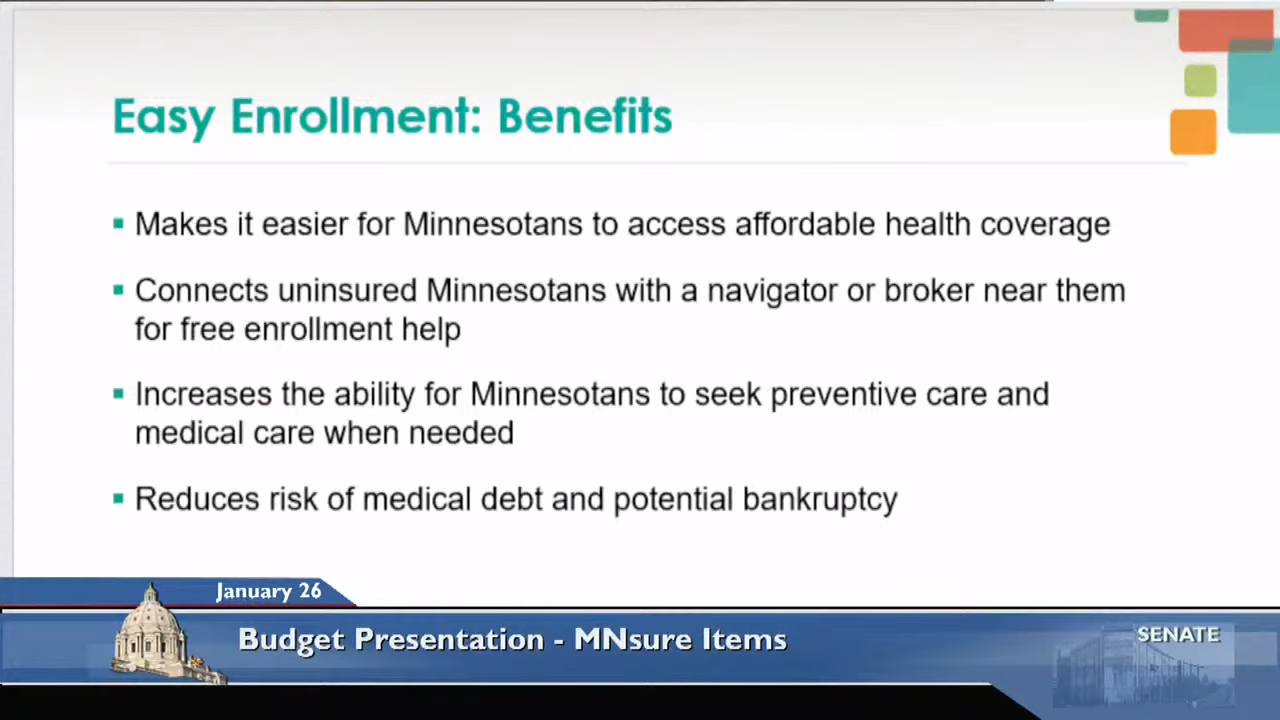 Easy Enrollment: Benefits
▪ Makes it easier for Minnesotans to access affordable health coverage
▪ Connects uninsured Minnesotans with a navigator or broker near them
for free enrollment help
▪ Increases the ability for Minnesotans to seek preventive care and
medical care when needed
▪ Reduces risk of medical debt and potential bankruptcy
January 26
Budget Presentation - MNsure Items
SENATE